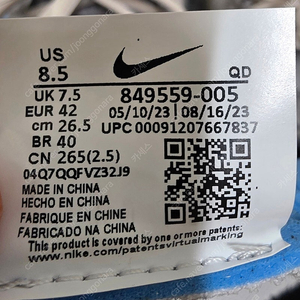 US
8.5
QD
UK 7.5
849559-005
EUR 42
05/10/23 08/16/23
cm 26.5
UPC 00091207667837
BR 40
CN 265(2.5)
04Q7QQFVZ32J9
MADE IN CHINA
HECHO EN CHINA
FABRIQUE EN CHINE
FABRICADO NA CHINA
This product is covered by one or more
www.nike.com/patentsvirtualmarking